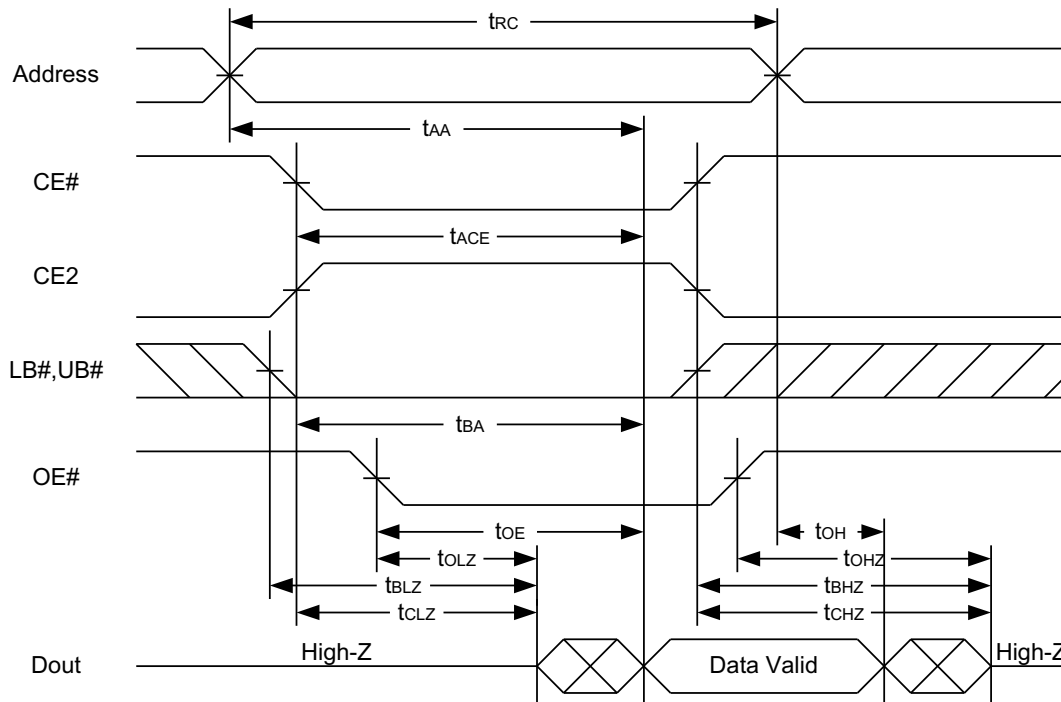 tRC
Address
tAA
CE#
tACE
CE2
LB#,UB#
tBA
OE#
tOE
tOH
tOLZ
tOHZ
tBLZ
tBHZ
tCLZ
tCHZ
Dout
High-Z
Data Valid
High-Z